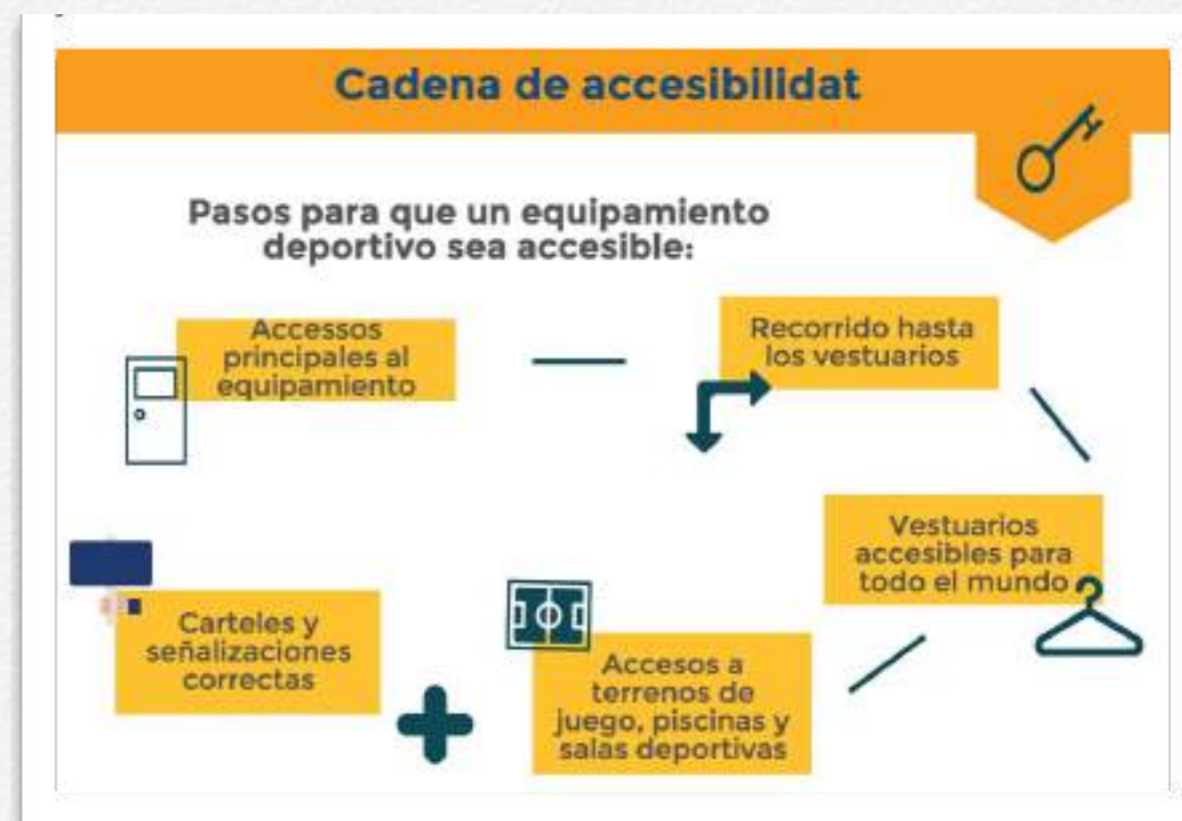 Cadena de accesibilidat
Pasos para que un equipamiento
deportivo sea accesible:
Accessos
principales al
equipamiento
Recorrido hasta
los vestuarios
Vestuarios
accesibles para
todo el mundo
Accesos a
terrenos de
juego, piscinas y
salas deportivas
Carteles y
señalizaciones
correctas